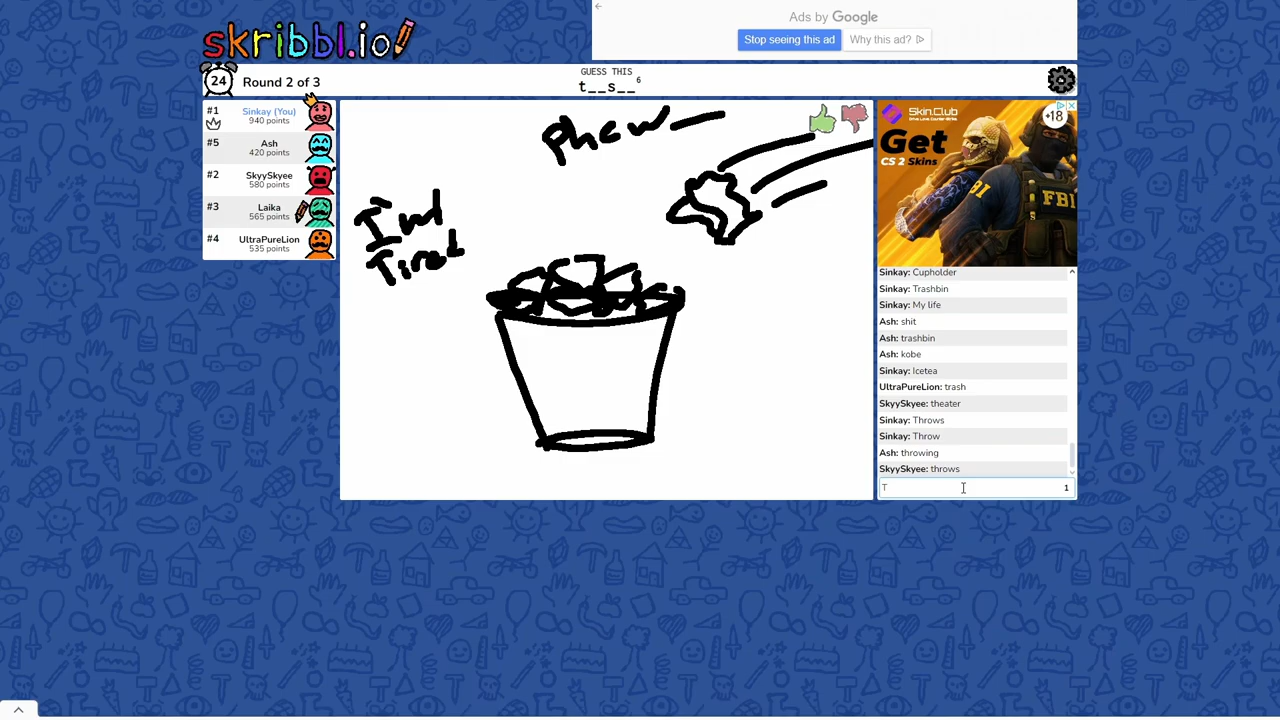 skribbl.io
Ads by Google
Stop seeing this ad
Why this ad?
24
Round 2 of 3
GUESS THIS
t__s__ 6
#1
Sinkay (You)
940 points
#5
Ash
420 points
#2
SkyySkyee
580 points
#3
Laika
565 points
#4
UltraPureLion
535 points
Phew
Tired
Skin.Club
+18
Get
CS 2 Skins
FBI
Sinkay: Cupholder
Sinkay: Trashbin
Sinkay: My life
Ash: shit
Ash: trashbin
Ash: kobe
Sinkay: Icetea
UltraPureLion: trash
SkyySkyee: theater
Sinkay: Throws
Sinkay: Throw
Ash: throwing
SkyySkyee: throws
T
1